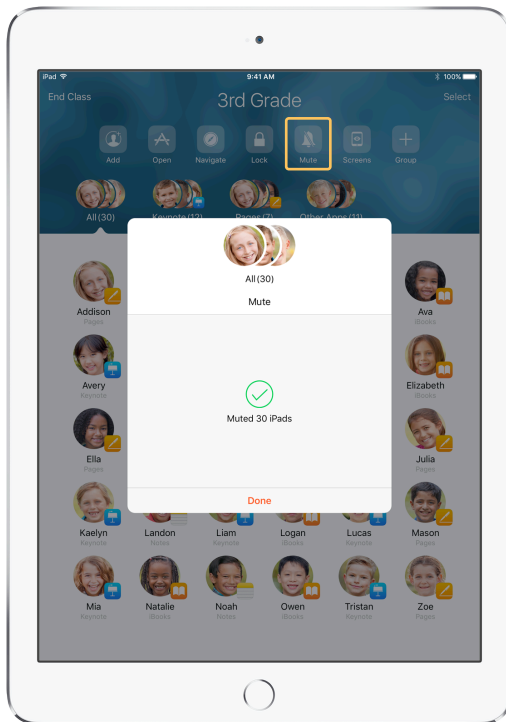 iPad 9:41 AM 100%
End Class 3rd Grade Select
Add Open Navigate Lock Mute Screens Group
All (30) Keynote (12) Pages (7) Other Apps (11)
All (30)
Mute
Addison Ava
Pages iBooks
Avery Elizabeth
Keynote iBooks
Muted 30 iPads
Ella Julia
Pages Pages
Done
Kaelyn Landon Liam Logan Lucas Mason
Keynote Notes Keynote iBooks Keynote Pages
Mia Natalie Noah Owen Tristan Zoe
Keynote iBooks Notes iBooks Keynote Pages